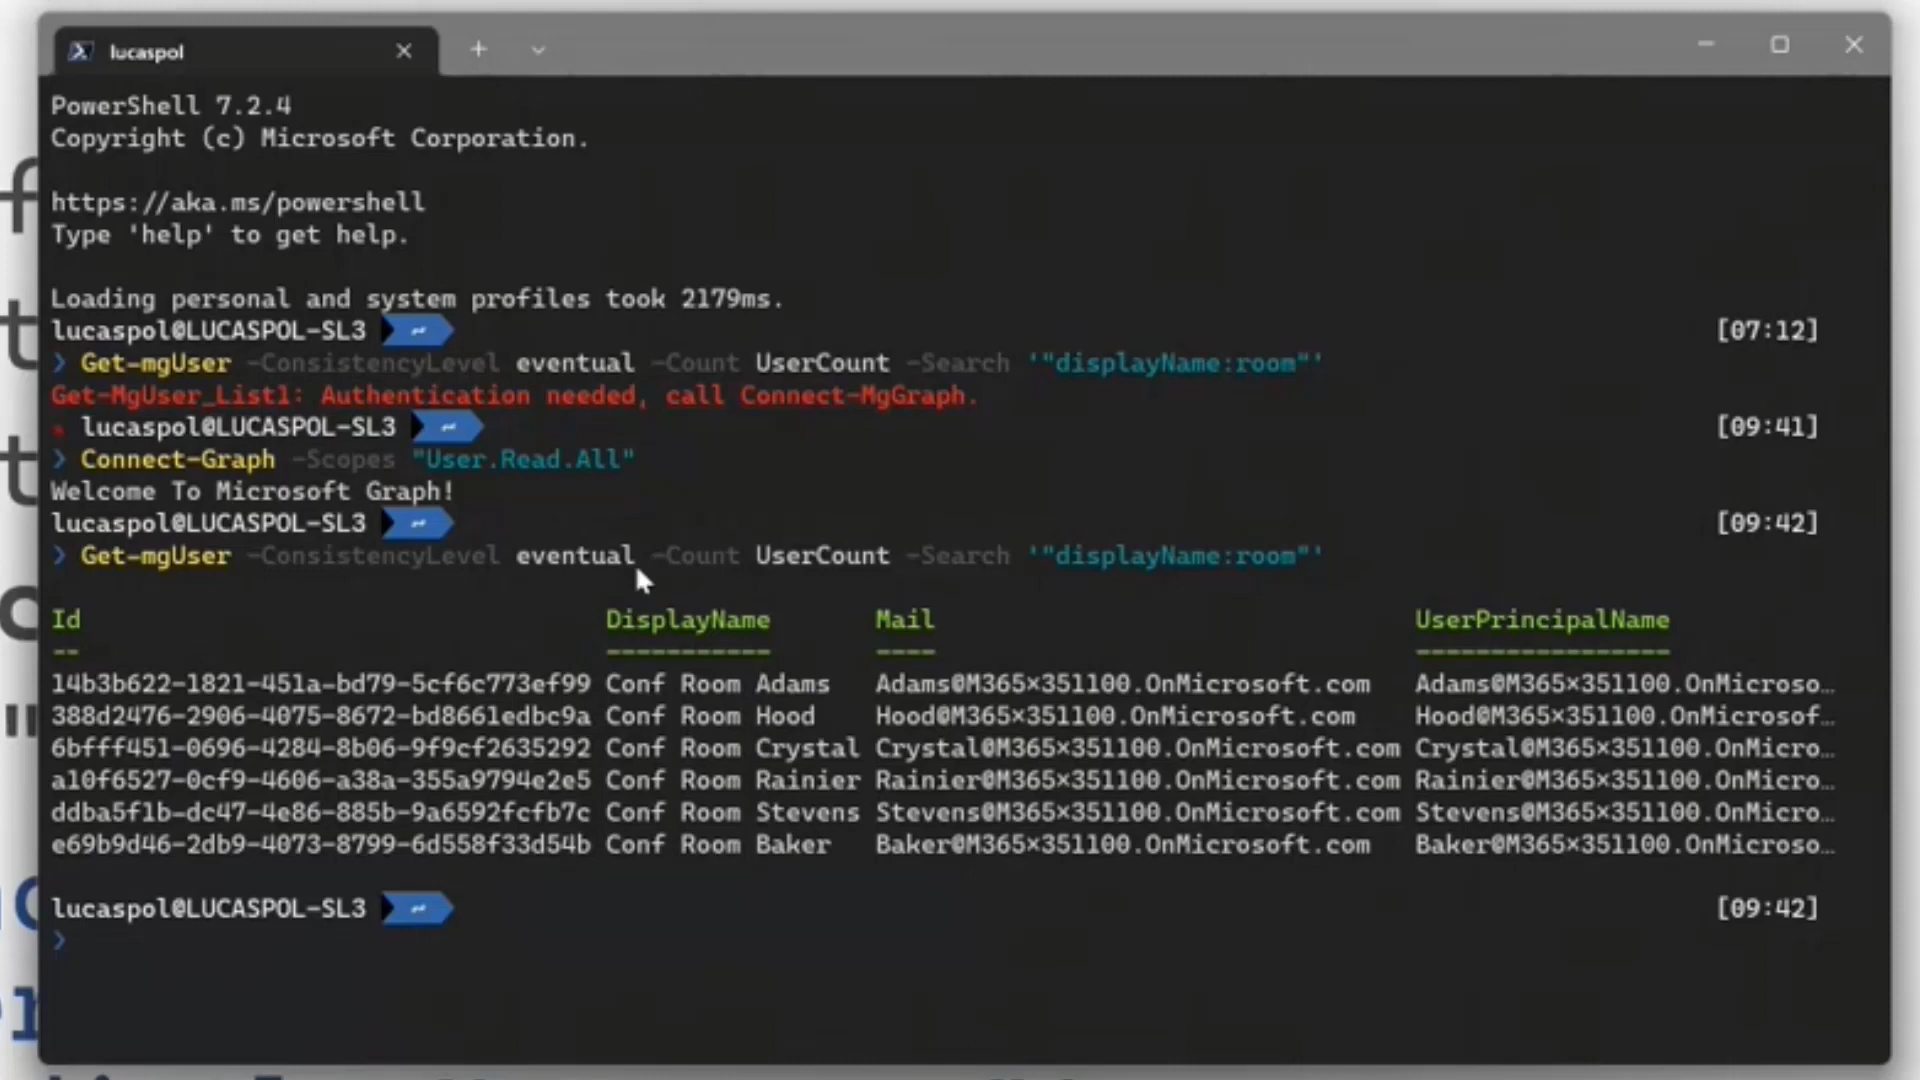 lucaspol
PowerShell 7.2.4
Copyright (c) Microsoft Corporation.
https://aka.ms/powershell
Type 'help' to get help.
Loading personal and system profiles took 2179ms.
lucaspol@LUCASPOL-SL3 ~ [07:12]
❯ Get-mgUser -ConsistencyLevel eventual -Count UserCount -Search '"displayName:room"'
Get-MgUser_List1: Authentication needed, call Connect-MgGraph.
* lucaspol@LUCASPOL-SL3 ~ [09:41]
❯ Connect-Graph -Scopes "User.Read.All"
Welcome To Microsoft Graph!
lucaspol@LUCASPOL-SL3 ~ [09:42]
❯ Get-mgUser -ConsistencyLevel eventual -Count UserCount -Search '"displayName:room"'
Id DisplayName Mail UserPrincipalName
-- ----------- ---- -----------------
14b3b622-1821-451a-bd79-5cf6c773ef99 Conf Room Adams Adams@M365x351100.OnMicrosoft.com Adams@M365x351100.OnMicroso…
388d2476-2906-4075-8672-bd8661edbc9a Conf Room Hood Hood@M365x351100.OnMicrosoft.com Hood@M365x351100.OnMicrosof…
6bfff451-0696-4284-8b06-9f9cf2635292 Conf Room Crystal Crystal@M365x351100.OnMicrosoft.com Crystal@M365x351100.OnMicro…
a10f6527-0cf9-4606-a38a-355a9794e2e5 Conf Room Rainier Rainier@M365x351100.OnMicrosoft.com Rainier@M365x351100.OnMicro…
ddba5f1b-dc47-4e86-885b-9a6592fcfb7c Conf Room Stevens Stevens@M365x351100.OnMicrosoft.com Stevens@M365x351100.OnMicro…
e69b9d46-2db9-4073-8799-6d558f33d54b Conf Room Baker Baker@M365x351100.OnMicrosoft.com Baker@M365x351100.OnMicroso…
lucaspol@LUCASPOL-SL3 ~ [09:42]
❯